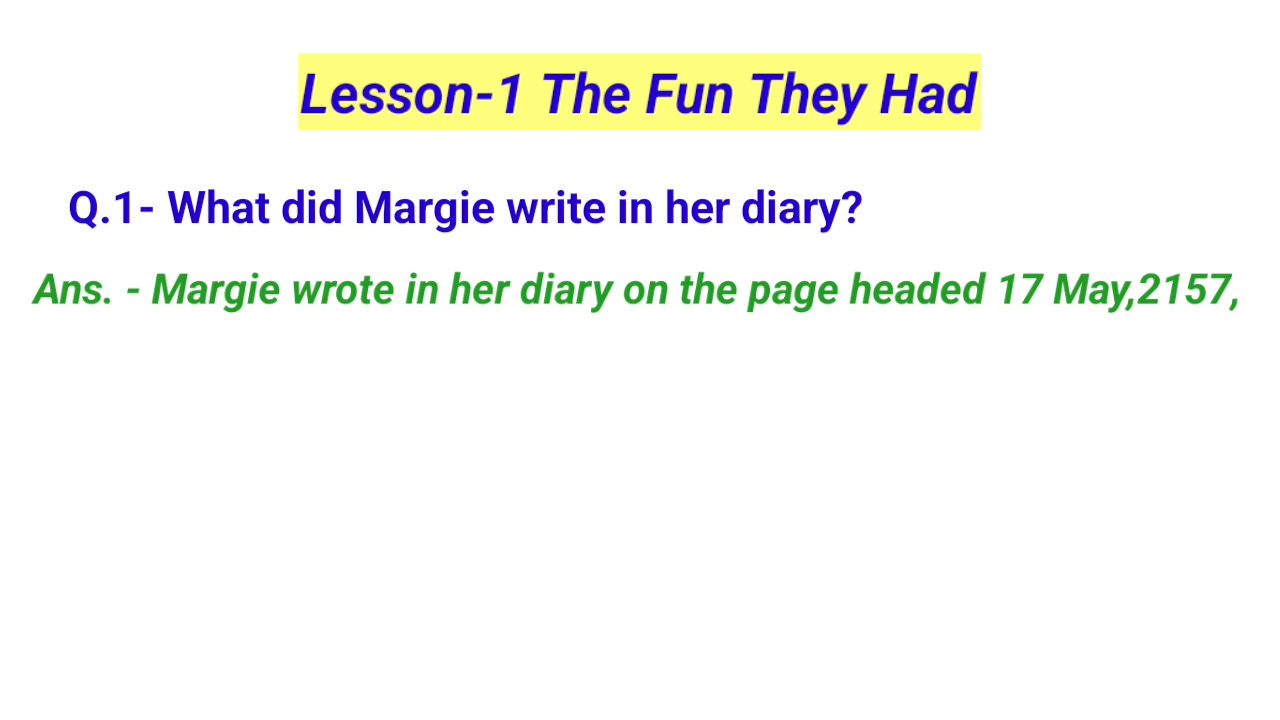 Lesson-1 The Fun They Had
Q.1- What did Margie write in her diary?
Ans. - Margie wrote in her diary on the page headed 17 May,2157,